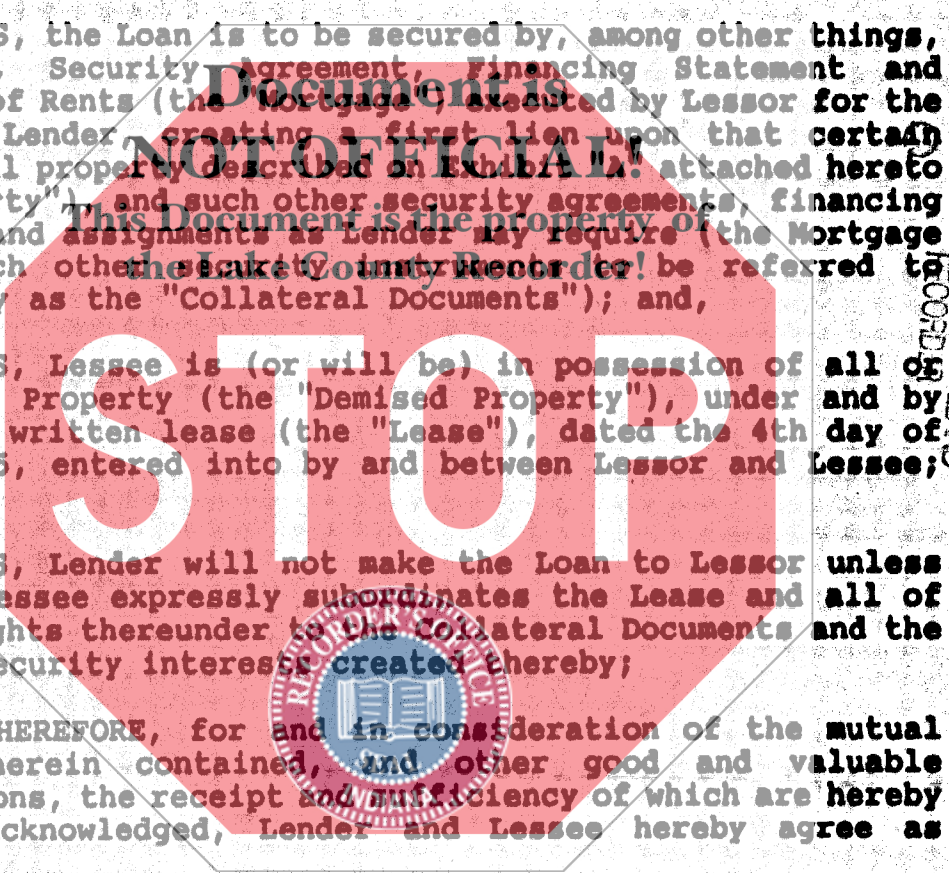 S, the Loan is to be secured by, among other things,
Security Agreement, Financing Statement and
of Rents (the "Mortgage") executed by Lessor for the
Lender creating a first lien upon that certain
l property described on Exhibit "A" attached hereto
ty") and such other security agreements, financing
and assignments as Lender may require (the Mortgage
ch other security instruments to be referred to
y as the "Collateral Documents"); and,
S, Lessee is (or will be) in possession of all or
Property (the "Demised Property"), under and by
written lease (the "Lease"), dated the 4th day of
5, entered into by and between Lessor and Lessee;
S, Lender will not make the Loan to Lessor unless
essee expressly subordinates the Lease and all of
ghts thereunder to the Collateral Documents and the
ecurity interests created thereby;
HEREFORE, for and in consideration of the mutual
herein contained, and other good and valuable
ons, the receipt and sufficiency of which are hereby
cknowledged, Lender and Lessee hereby agree as
Document is
NOT OFFICIAL!
This Document is the property of
the Lake County Recorder!
STOP
RECORDER'S OFFICE
INDIANA